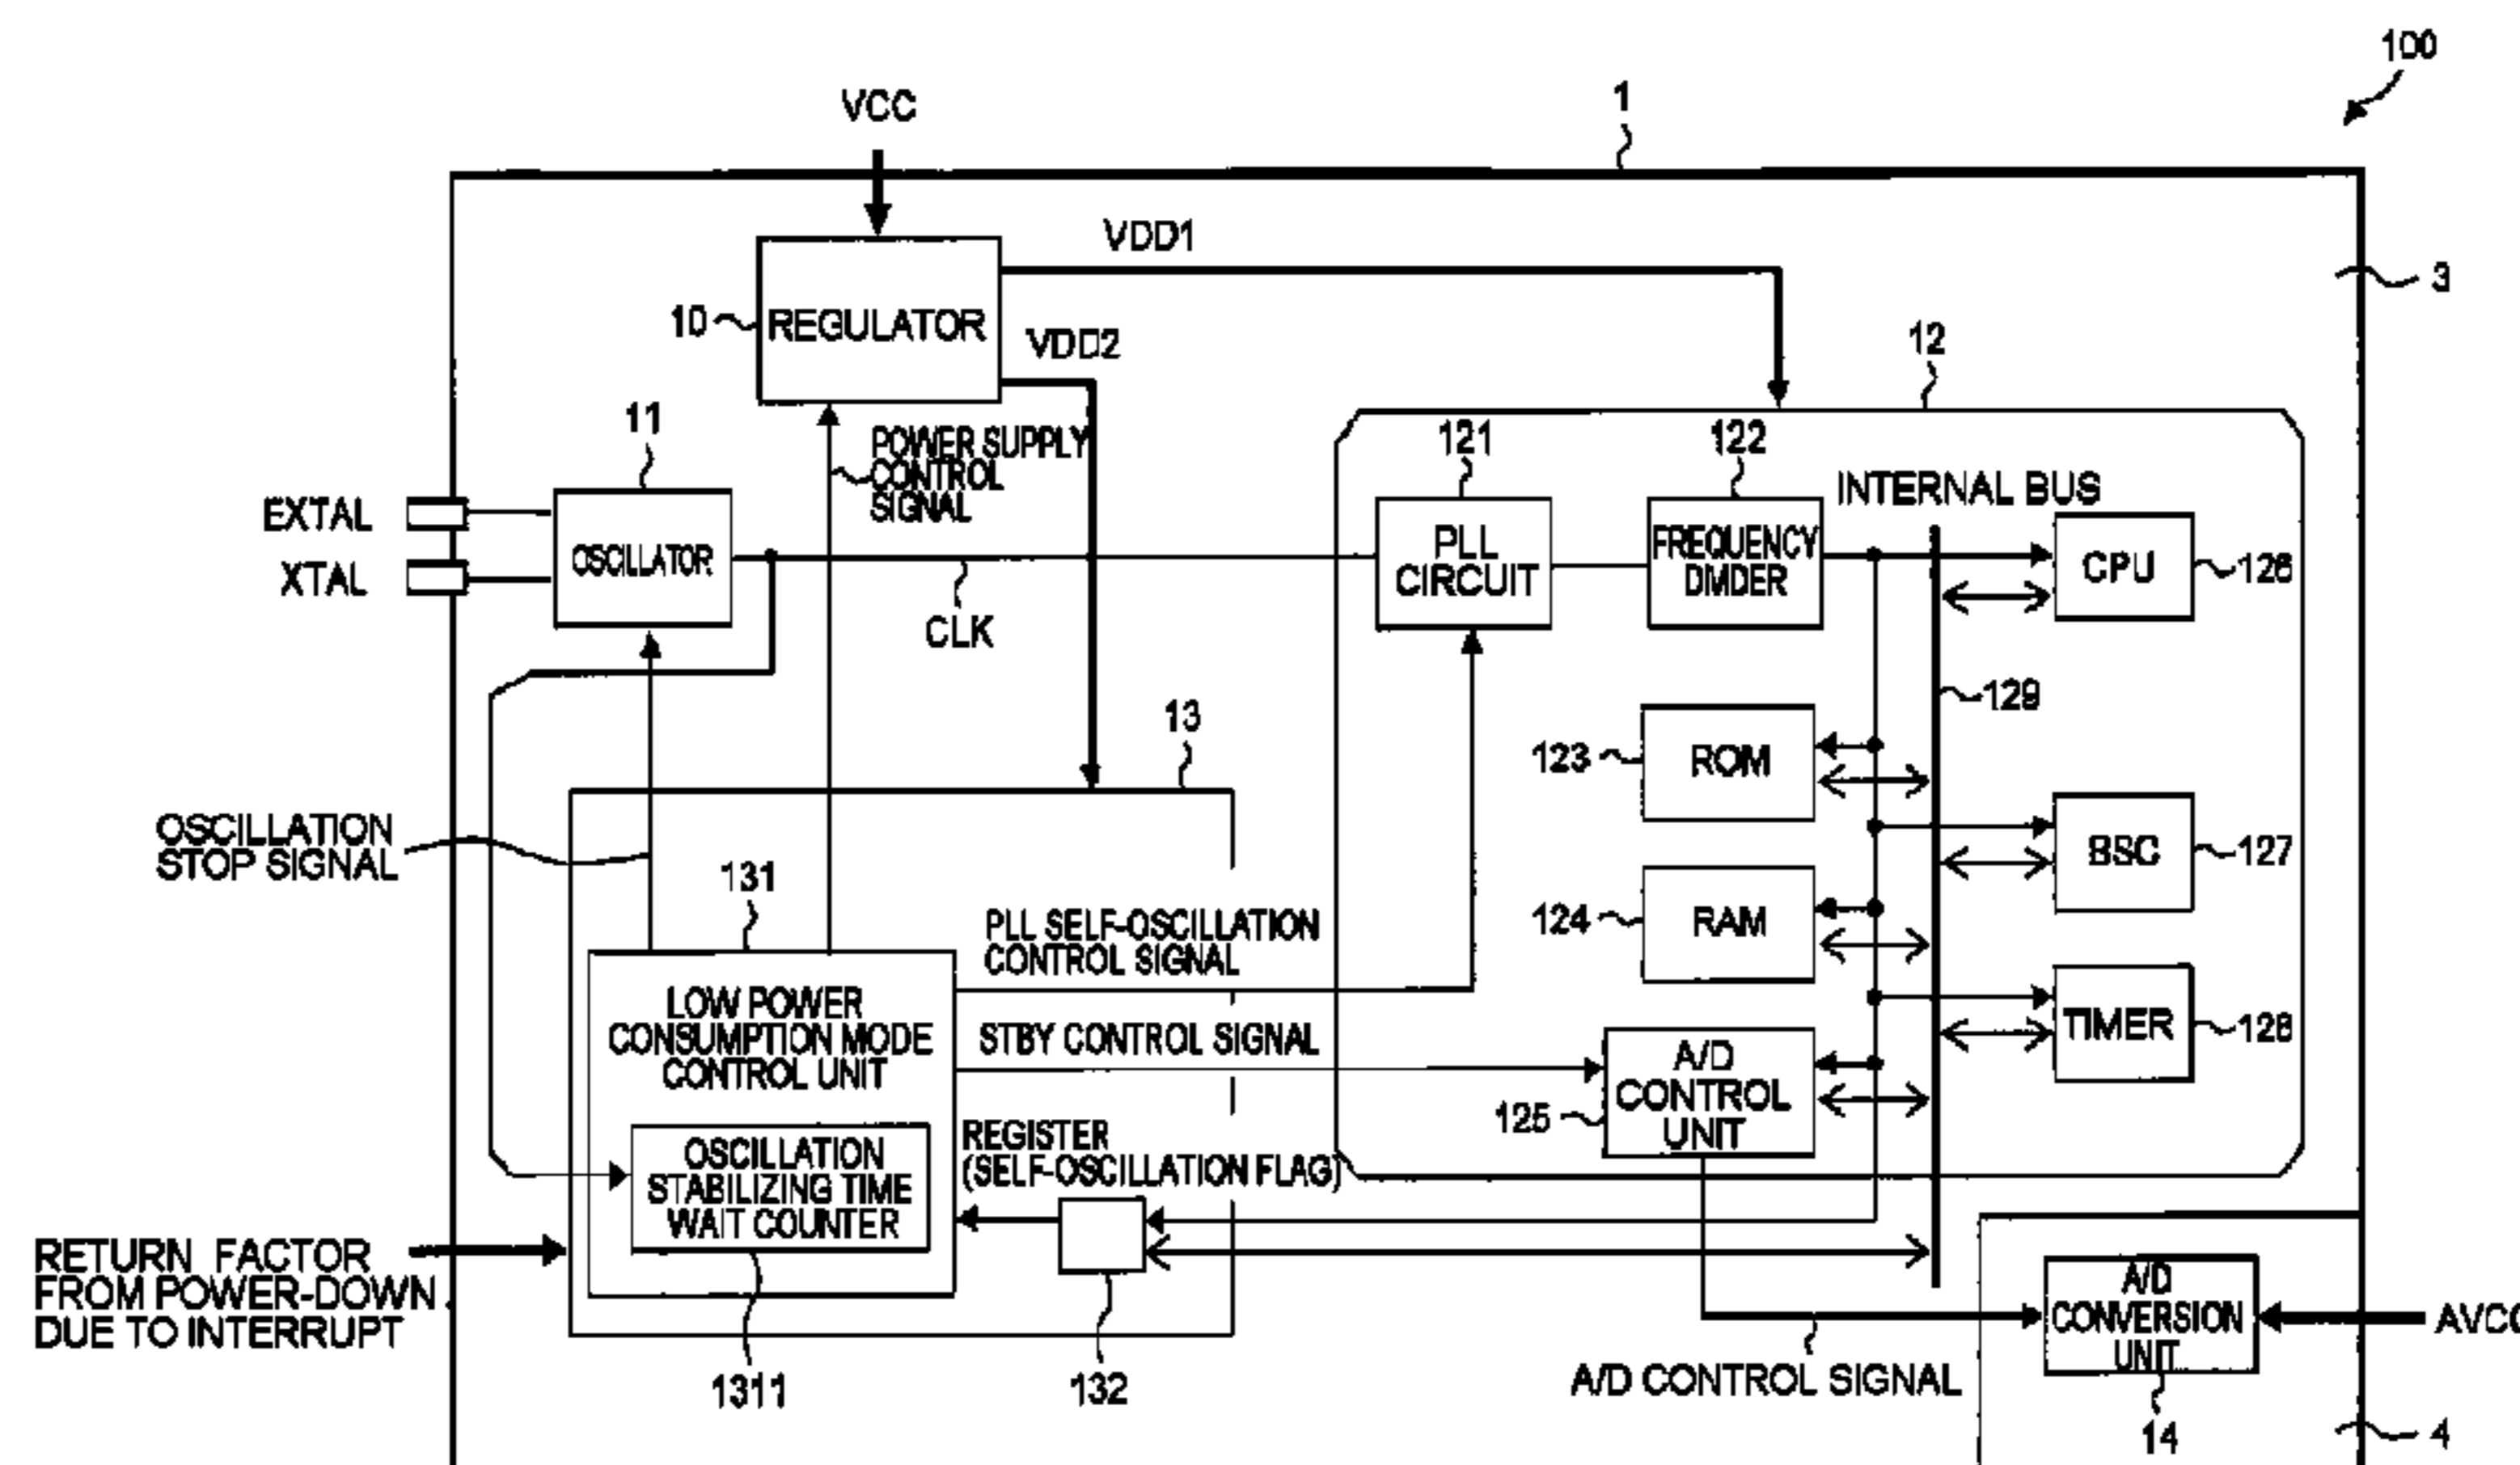 100
1
VCC
VDD1
3
10
REGULATOR
VDD2
12
11
POWER SUPPLY
CONTROL
SIGNAL
121
122
INTERNAL BUS
EXTAL
XTAL
OSCILLATOR
PLL
CIRCUIT
FREQUENCY
DMDER
CPU
126
CLK
129
13
123
ROM
OSCILLATION
STOP SIGNAL
BSC
127
131
124
RAM
PLL SELF-OSCILLATION
CONTROL SIGNAL
LOW POWER
CONSUMPTION MODE
CONTROL UNIT
STBY CONTROL SIGNAL
TIMER
128
A/D
CONTROL
UNIT
125
REGISTER
(SELF-OSCILLATION FLAG)
OSCILLATION
STABILIZING TIME
WAIT COUNTER
RETURN FACTOR
FROM POWER-DOWN
DUE TO INTERRUPT
A/D
CONVERSION
UNIT
AVCC
1311
132
A/D CONTROL SIGNAL
14
4